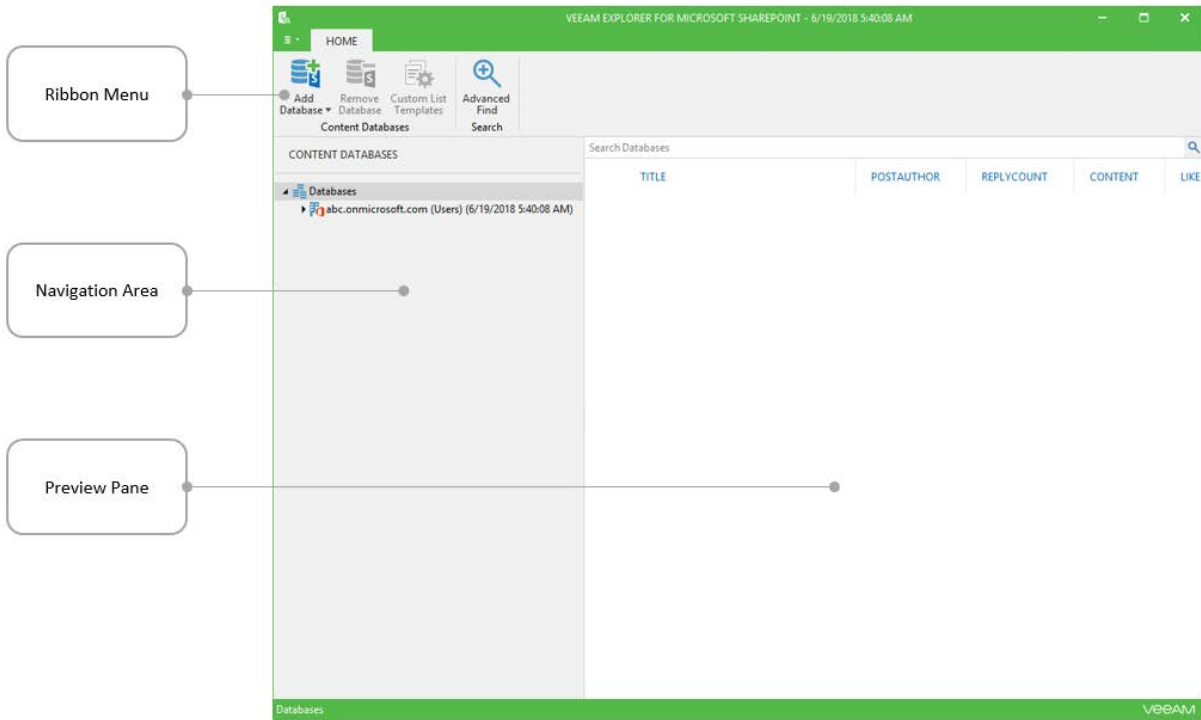 VEEAM EXPLORER FOR MICROSOFT SHAREPOINT - 6/19/2018 5:40:08 AM
HOME
Ribbon Menu
Add Database
Remove Database
Custom List Templates
Advanced Find
Content Databases
Search
CONTENT DATABASES
Search Databases
TITLE
POSTAUTHOR
REPLYCOUNT
CONTENT
LIKE
Databases
abc.onmicrosoft.com (Users) (6/19/2018 5:40:08 AM)
Navigation Area
Preview Pane
Databases
veeam